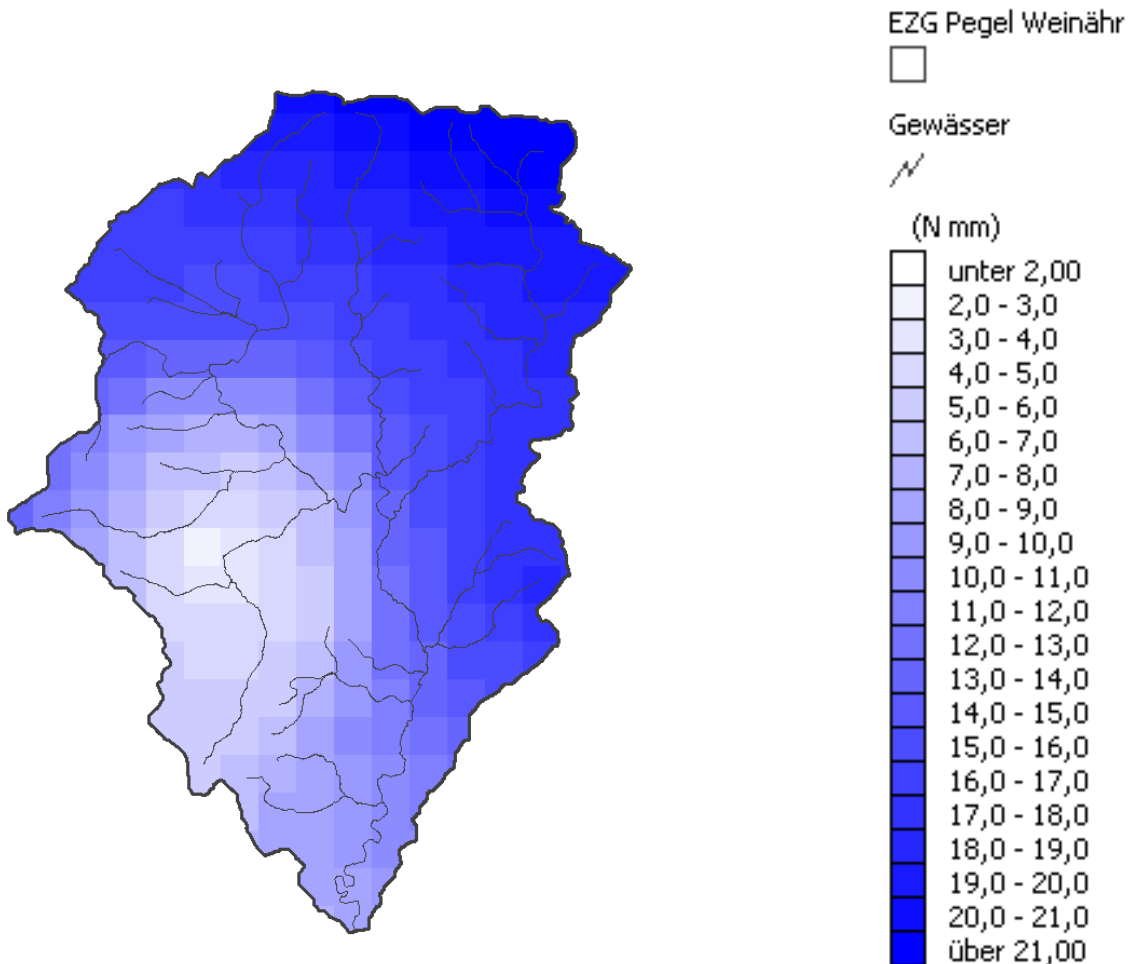 EZG Pegel Weinähr
Gewässer
(N mm)
unter 2,00
2,0 - 3,0
3,0 - 4,0
4,0 - 5,0
5,0 - 6,0
6,0 - 7,0
7,0 - 8,0
8,0 - 9,0
9,0 - 10,0
10,0 - 11,0
11,0 - 12,0
12,0 - 13,0
13,0 - 14,0
14,0 - 15,0
15,0 - 16,0
16,0 - 17,0
17,0 - 18,0
18,0 - 19,0
19,0 - 20,0
20,0 - 21,0
über 21,00